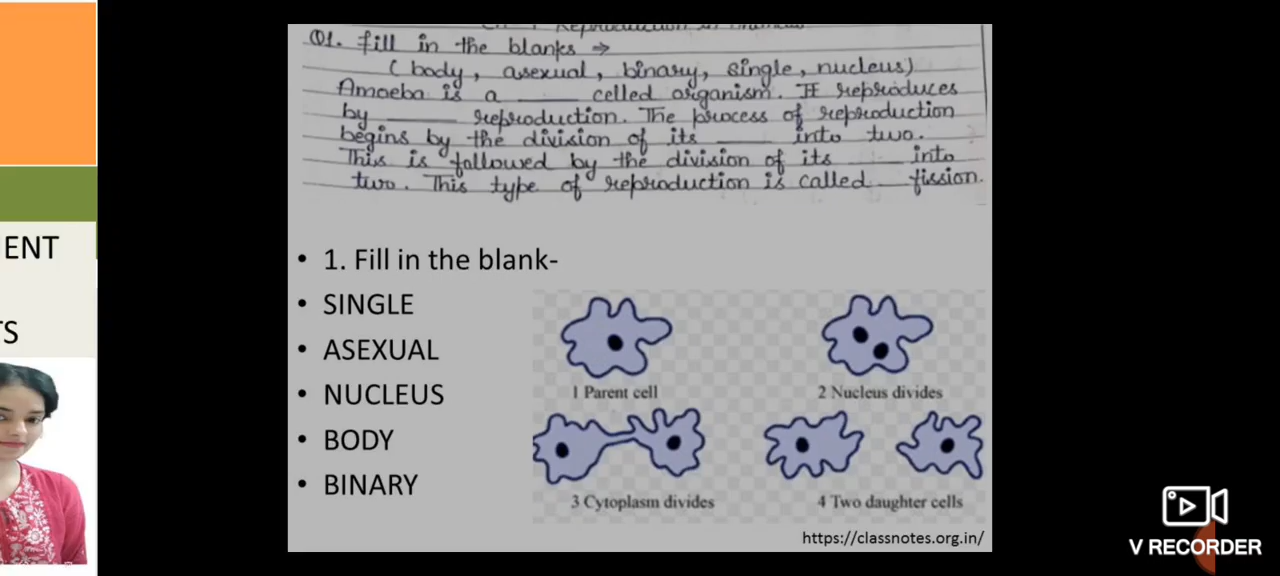 Reproduction in Animals
Q1. Fill in the blanks →
(body, asexual, binary, single, nucleus)
Amoeba is a ____ celled organism. It reproduces
by ____ reproduction. The process of reproduction
begins by the division of its ____ into two.
This is followed by the division of its ____ into
two. This type of reproduction is called __ fission.
• 1. Fill in the blank-
• SINGLE
• ASEXUAL
• NUCLEUS
• BODY
• BINARY
1 Parent cell
2 Nucleus divides
3 Cytoplasm divides
4 Two daughter cells
https://classnotes.org.in/
ENT
TS
V RECORDER